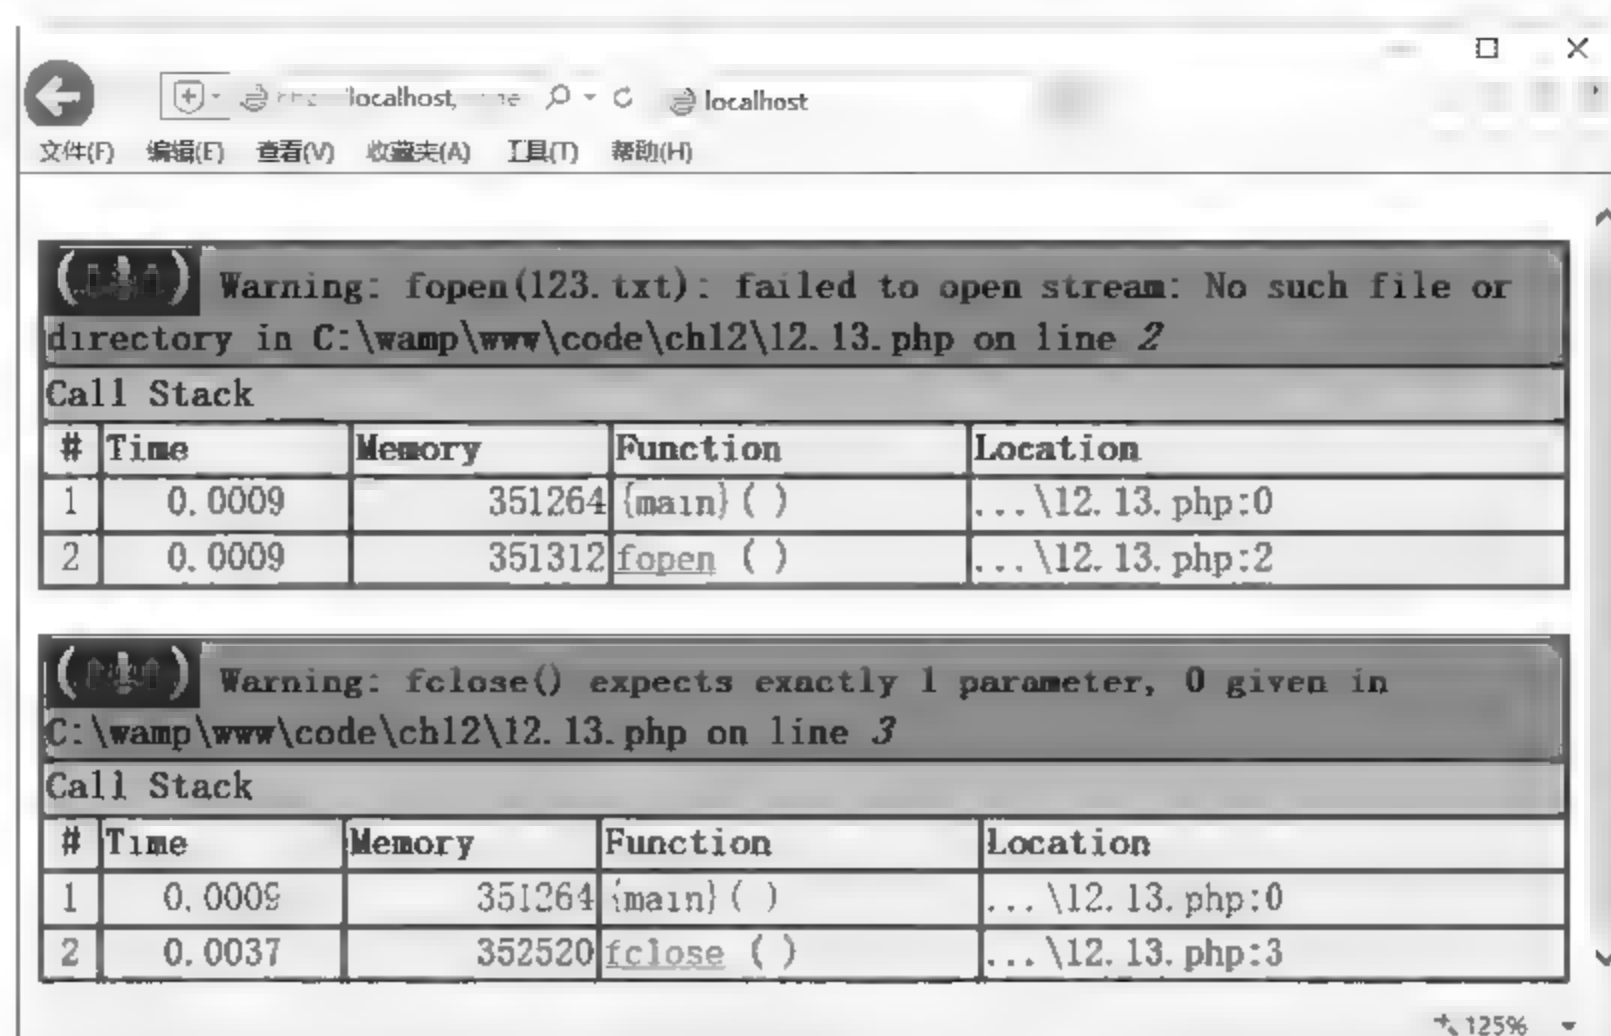 localhost, localhost
文件(F) 编辑(E) 查看(V) 收藏夹(A) 工具(T) 帮助(H)
(!) Warning: fopen(123.txt): failed to open stream: No such file or
directory in C:\wamp\www\code\ch12\12.13.php on line 2
Call Stack
# Time Memory Function Location
1 0.0009 351264 {main}( ) ...\12.13.php:0
2 0.0009 351312 fopen ( ) ...\12.13.php:2
(!) Warning: fclose() expects exactly 1 parameter, 0 given in
C:\wamp\www\code\ch12\12.13.php on line 3
Call Stack
# Time Memory Function Location
1 0.0009 351264 {main}( ) ...\12.13.php:0
2 0.0037 352520 fclose ( ) ...\12.13.php:3
125%